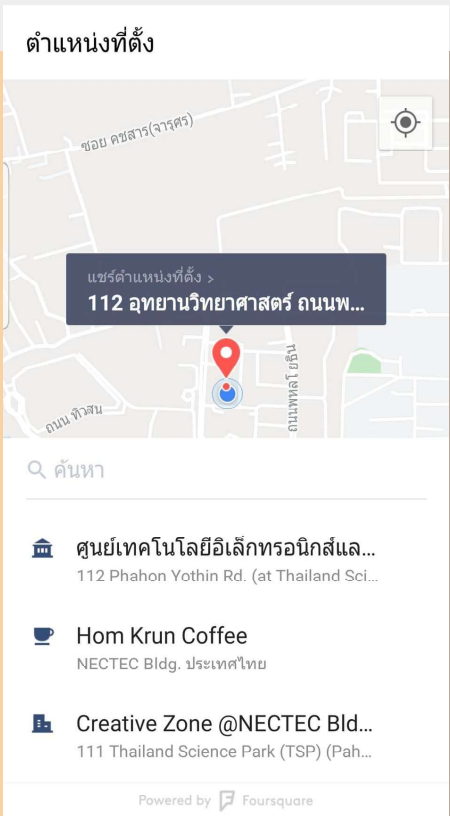 ตำแหน่งที่ตั้ง
ซอย คชสาร(จารุศร)
แชร์ตำแหน่งที่ตั้ง >
112 อุทยานวิทยาศาสตร์ ถนนพ...
ถนนพหลโยธิน
ถนน ทิวสน
ค้นหา
ศูนย์เทคโนโลยีอิเล็กทรอนิกส์แล...
112 Phahon Yothin Rd. (at Thailand Sci...
Hom Krun Coffee
NECTEC Bldg. ประเทศไทย
Creative Zone @NECTEC Bld...
111 Thailand Science Park (TSP) (Pah...
Powered by Foursquare